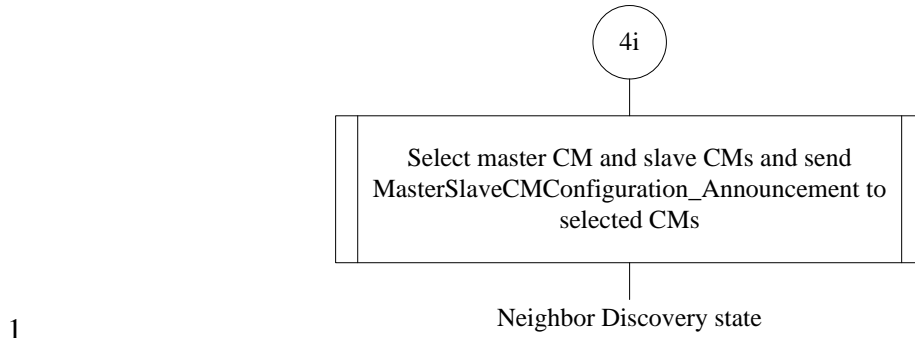 4i
Select master CM and slave CMs and send
MasterSlaveCMConfiguration_Announcement to
selected CMs
Neighbor Discovery state
1